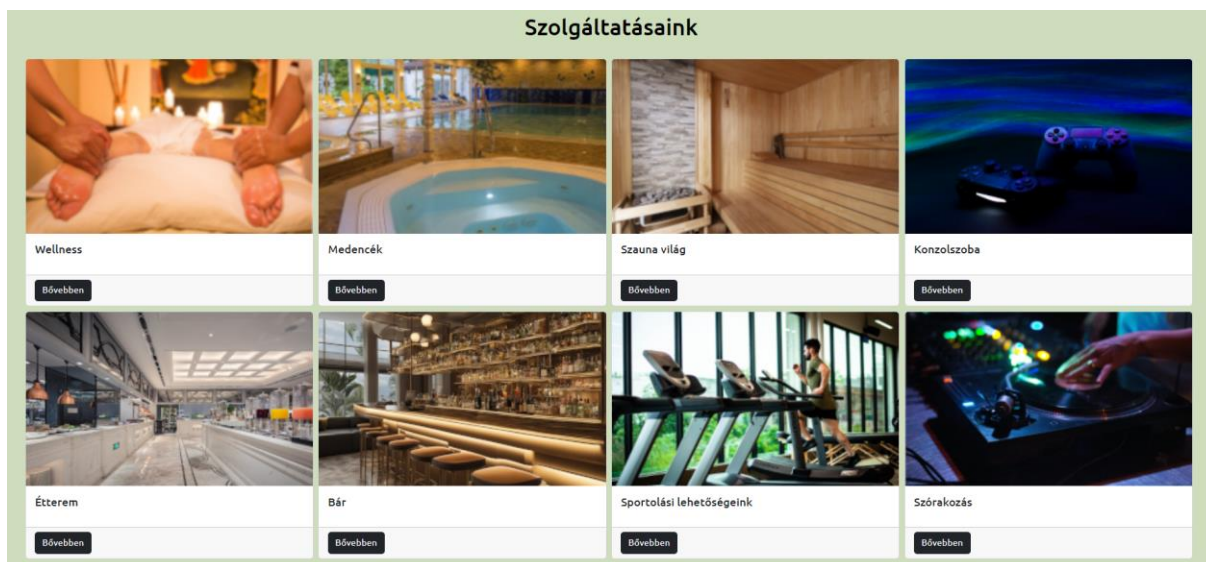 Szolgáltatásaink
Wellness
Medencék
Szauna világ
Konzolszoba
Bővebben
Bővebben
Bővebben
Bővebben
Étterem
Bár
Sportolási lehetőségeink
Szórakozás
Bővebben
Bővebben
Bővebben
Bővebben